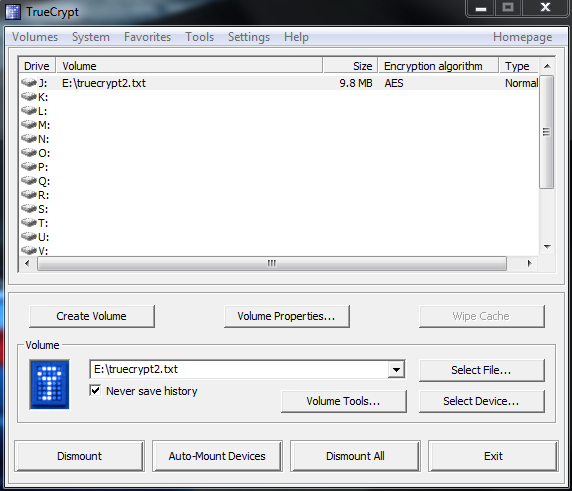 TrueCrypt
Volumes System Favorites Tools Settings Help Homepage
Drive Volume Size Encryption algorithm Type
J: E:\truecrypt2.txt 9.8 MB AES Normal
K:
L:
M:
N:
O:
P:
Q:
R:
S:
T:
U:
V:
Create Volume Volume Properties... Wipe Cache
Volume
E:\truecrypt2.txt Select File...
Never save history
Volume Tools... Select Device...
Dismount Auto-Mount Devices Dismount All Exit